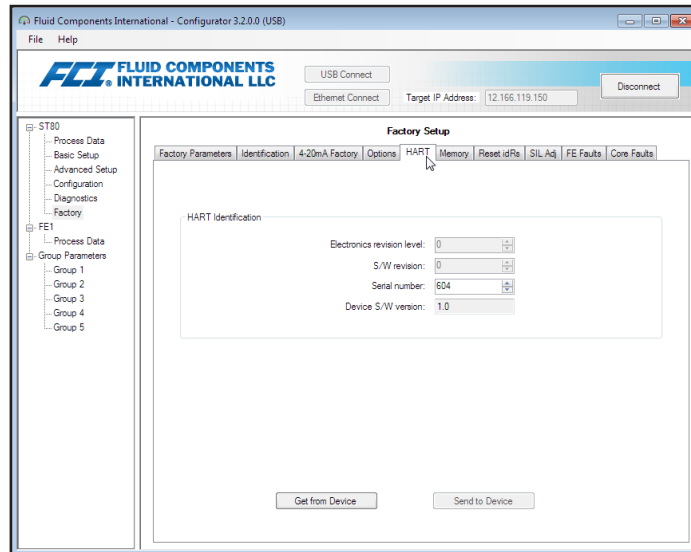 Fluid Components International - Configurator 3.2.0.0 (USB)
File Help
FCI FLUID COMPONENTS
® INTERNATIONAL LLC
USB Connect
Ethernet Connect
Target IP Address: 12.166.119.150
Disconnect
ST80
Process Data
Basic Setup
Advanced Setup
Configuration
Diagnostics
Factory
FE1
Process Data
Group Parameters
Group 1
Group 2
Group 3
Group 4
Group 5
Factory Setup
Factory Parameters Identification 4-20mA Factory Options HART Memory Reset idRs SIL Adj FE Faults Core Faults
HART Identification
Electronics revision level: 0
S/W revision: 0
Serial number: 604
Device S/W version: 1.0
Get from Device Send to Device